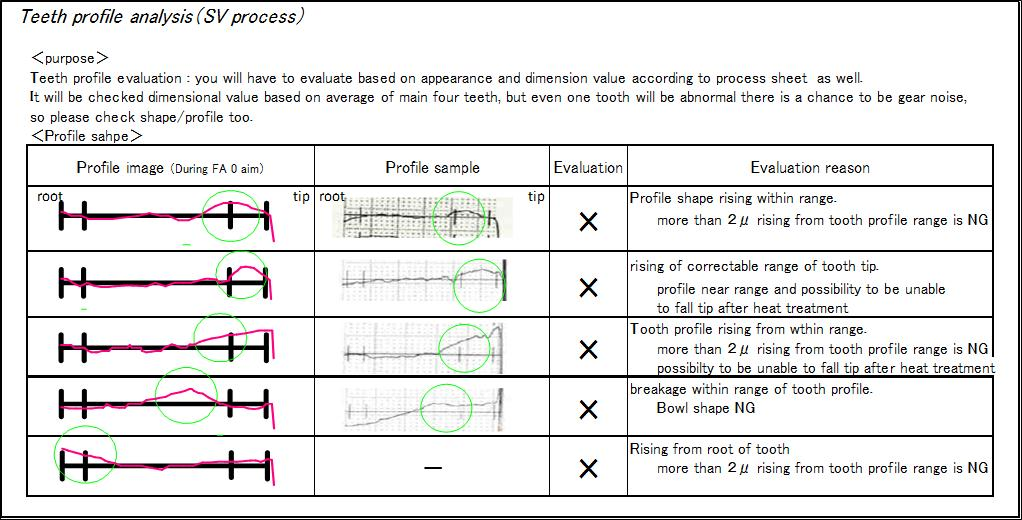 Teeth profile analysis(SV process)
<purpose>
Teeth profile evaluation : you will have to evaluate based on appearance and dimension value according to process sheet as well.
It will be checked dimensional value based on average of main four teeth, but even one tooth will be abnormal there is a chance to be gear noise,
so please check shape/profile too.
<Profile sahpe>
Profile image (During FA 0 aim) Profile sample Evaluation Evaluation reason
root tip root tip
Profile shape rising within range.
× more than 2μ rising from tooth profile range is NG
rising of correctable range of tooth tip.
× profile near range and possibility to be unable
to fall tip after heat treatment
Tooth profile rising from wthin range.
× more than 2μ rising from tooth profile range is NG
possibilty to be unable to fall tip after heat treatment
breakage within range of tooth profile.
× Bowl shape NG
Rising from root of tooth
— × more than 2μ rising from tooth profile range is NG